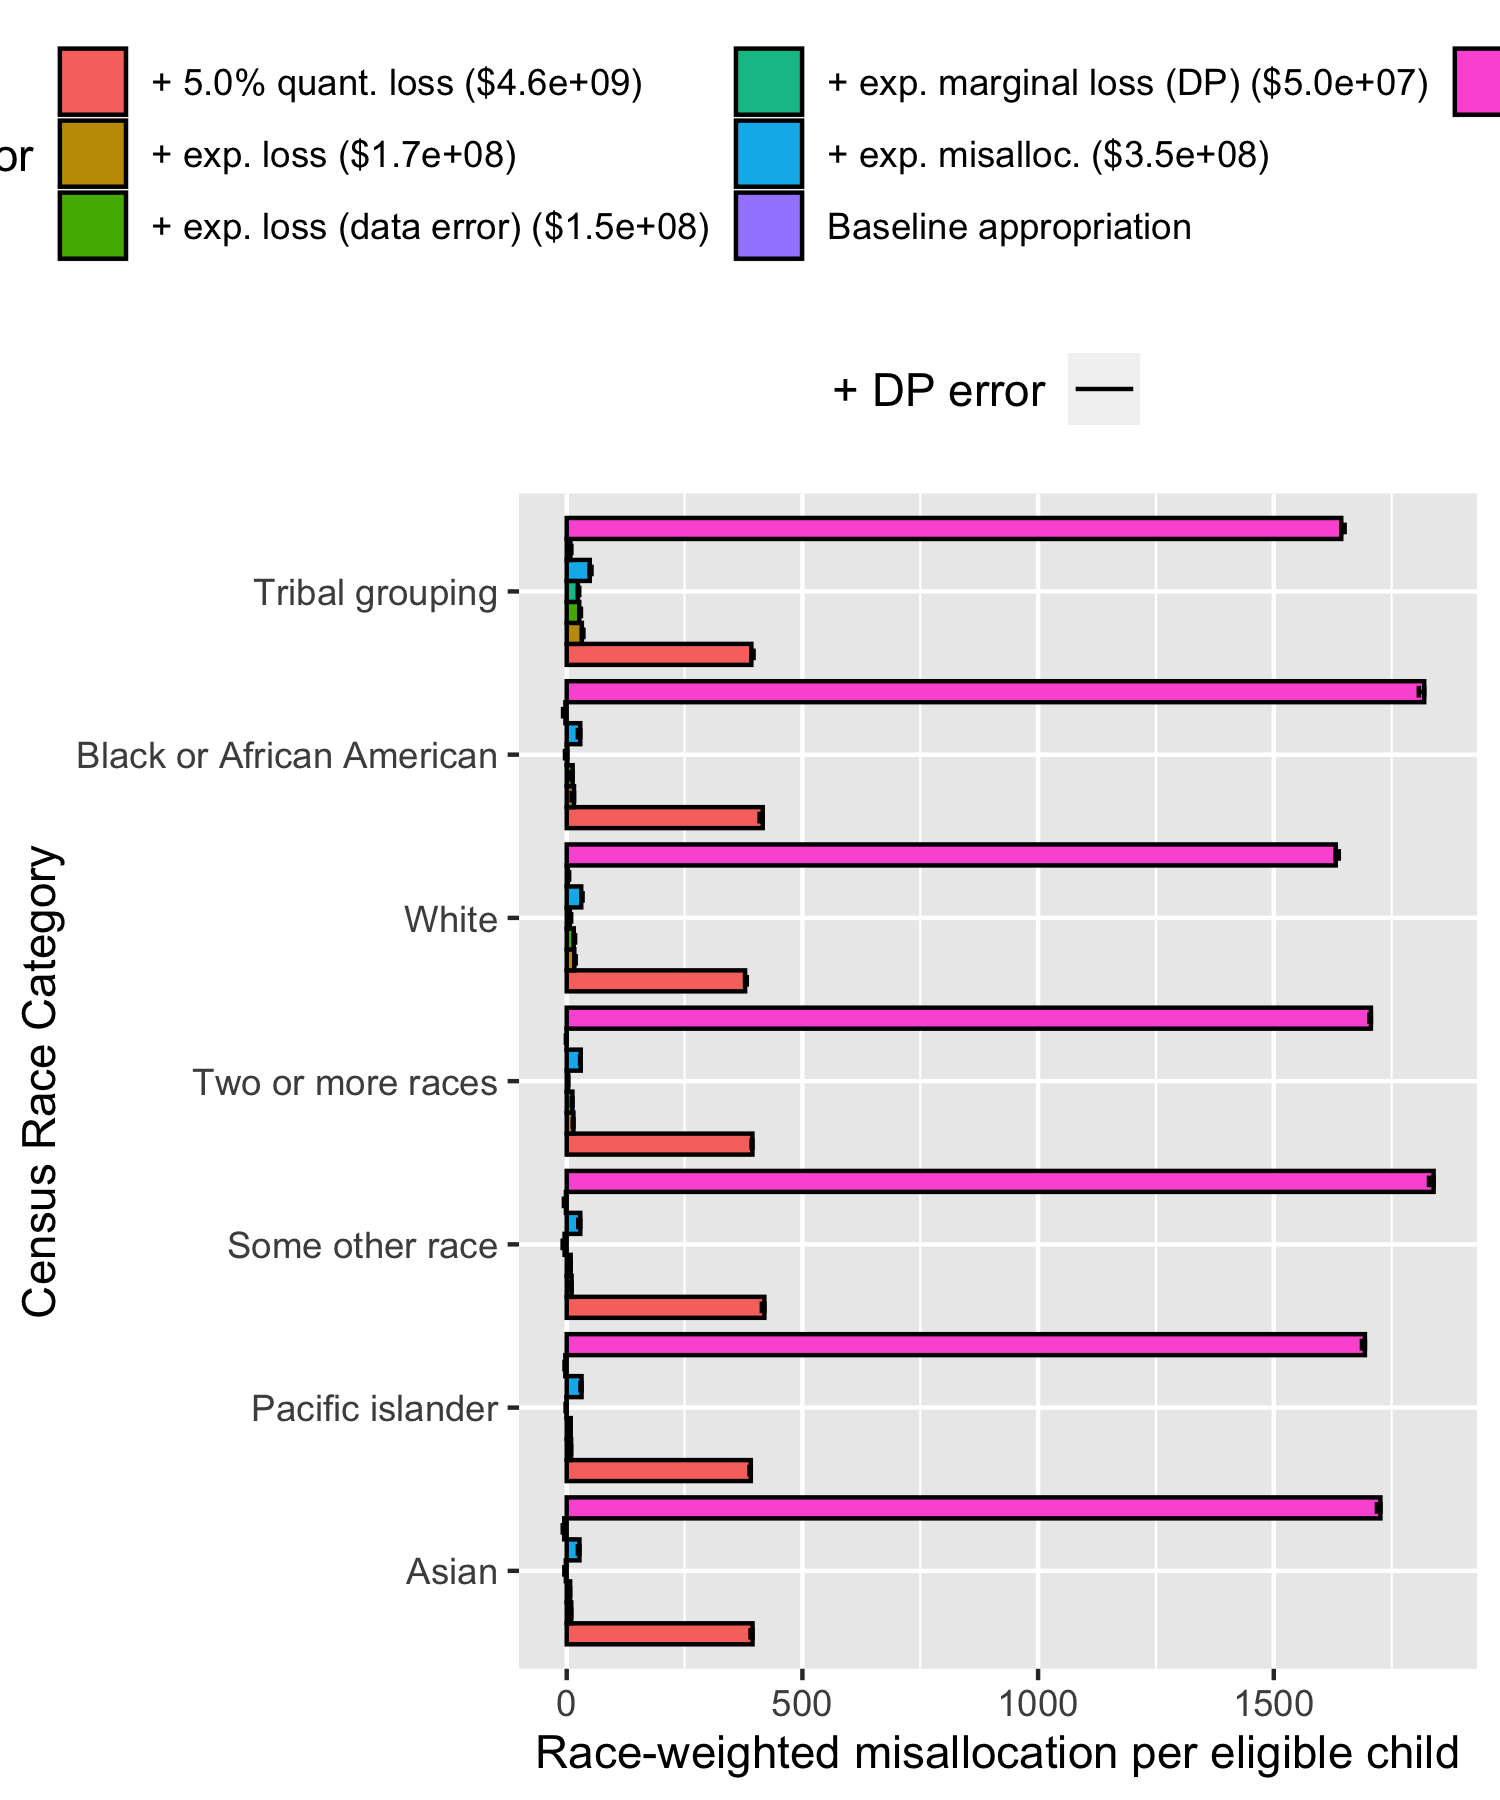 + 5.0% quant. loss ($4.6e+09)
+ exp. marginal loss (DP) ($5.0e+07)
or
+ exp. loss ($1.7e+08)
+ exp. misalloc. ($3.5e+08)
+ exp. loss (data error) ($1.5e+08)
Baseline appropriation
+ DP error
Census Race Category
Tribal grouping
Black or African American
White
Two or more races
Some other race
Pacific islander
Asian
0 500 1000 1500
Race-weighted misallocation per eligible child